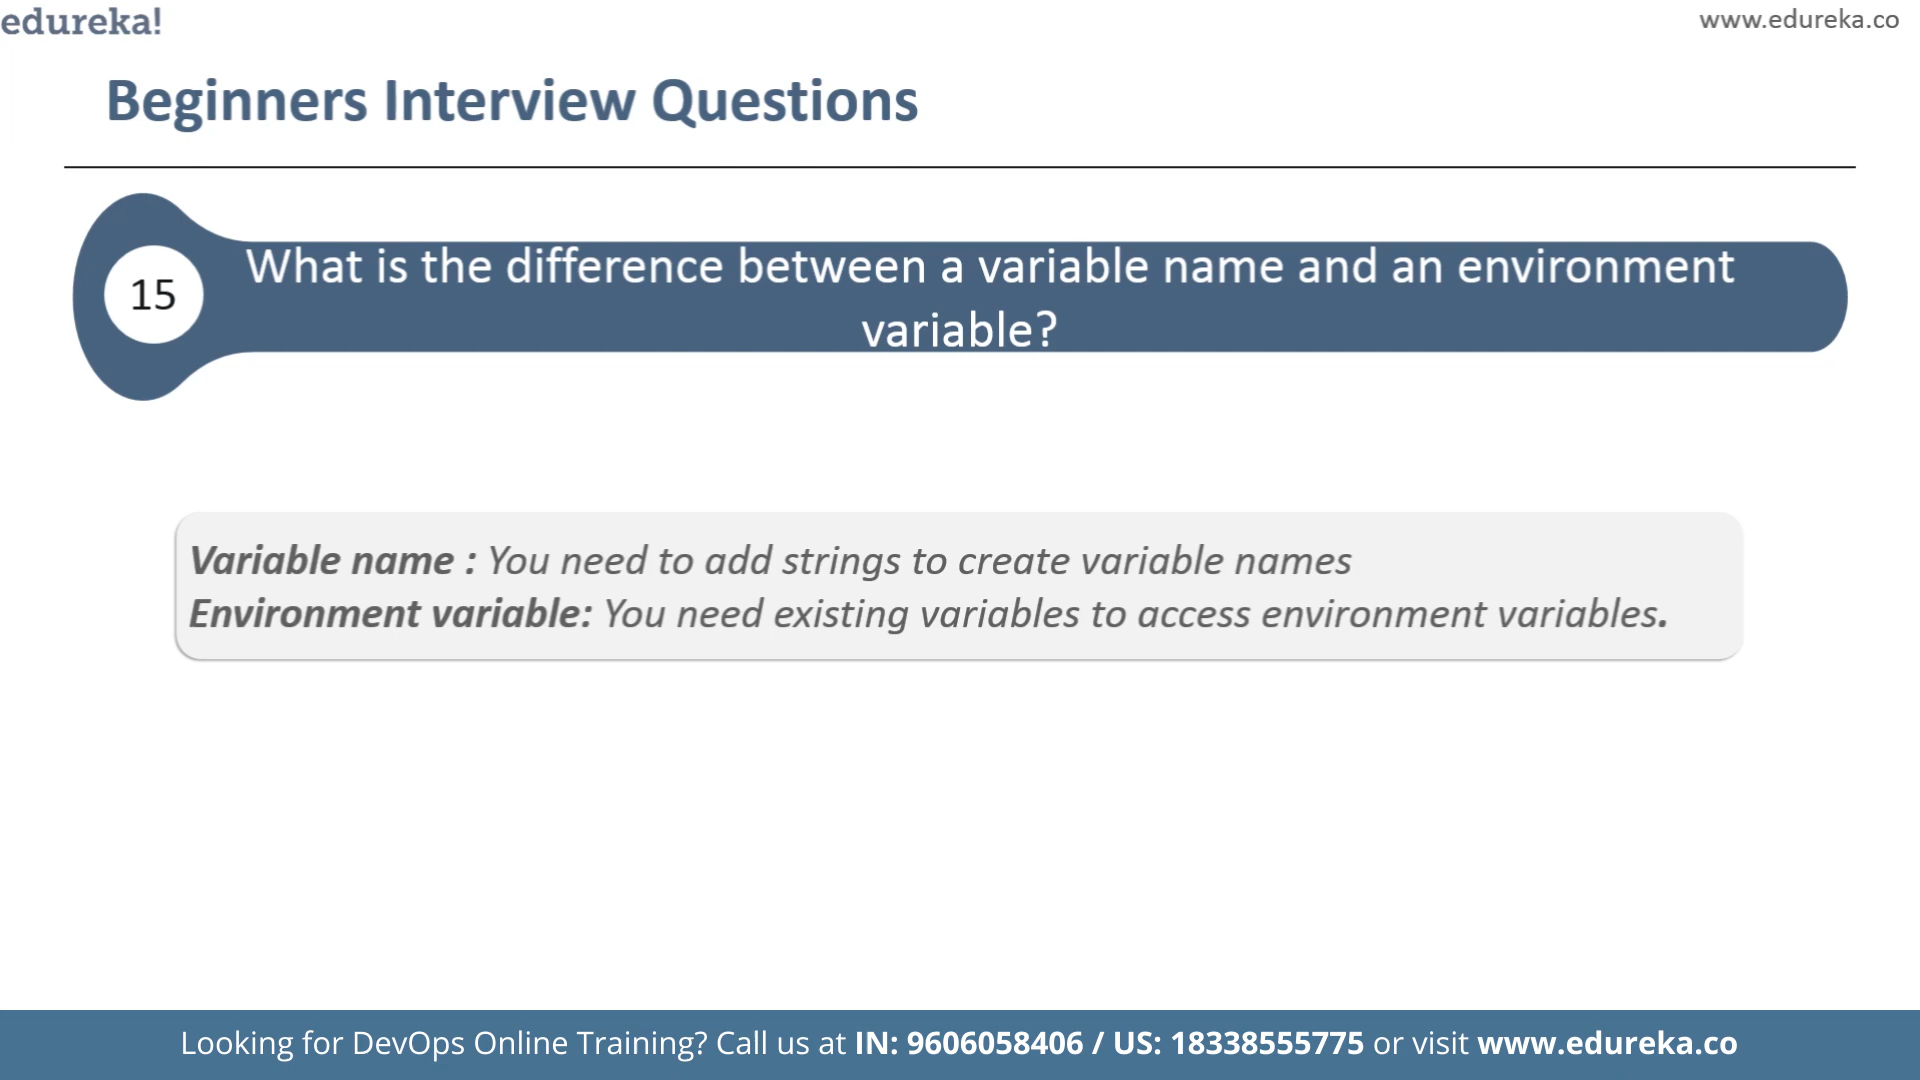 edureka!
www.edureka.co
Beginners Interview Questions
15
What is the difference between a variable name and an environment
variable?
Variable name : You need to add strings to create variable names
Environment variable: You need existing variables to access environment variables.
Looking for DevOps Online Training? Call us at IN: 9606058406 / US: 18338555775 or visit www.edureka.co